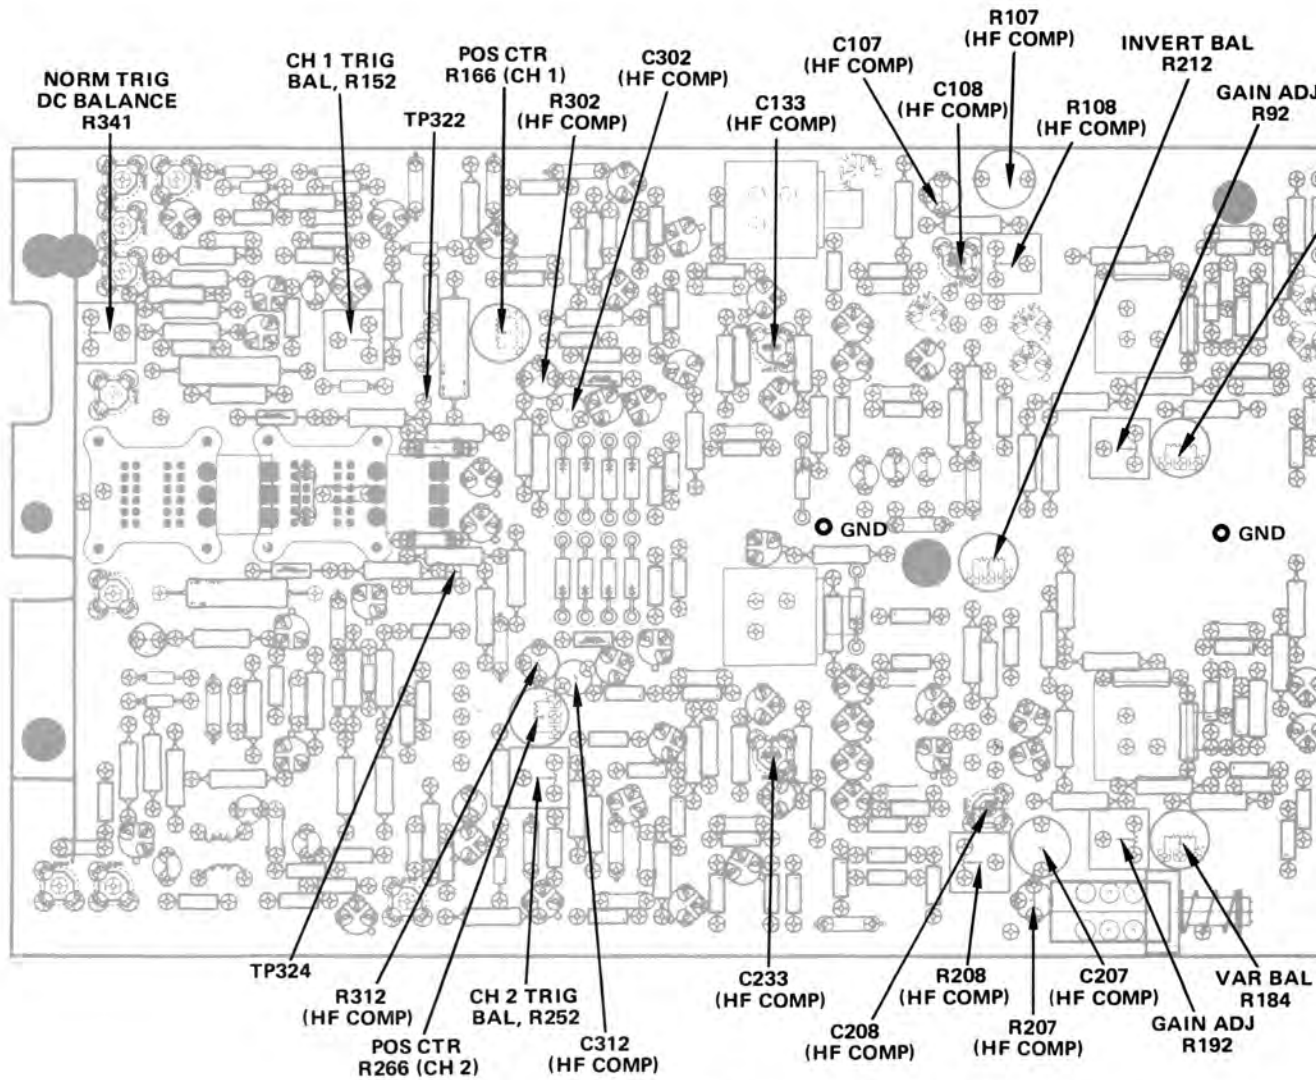 NORM TRIG
DC BALANCE
R341
CH 1 TRIG
BAL, R152
TP322
POS CTR
R166 (CH 1)
R302
(HF COMP)
C302
(HF COMP)
C133
(HF COMP)
C107
(HF COMP)
R107
(HF COMP)
C108
(HF COMP)
R108
(HF COMP)
INVERT BAL
R212
GAIN ADJ
R92
GND
GND
TP324
R312
(HF COMP)
POS CTR
R266 (CH 2)
CH 2 TRIG
BAL, R252
C312
(HF COMP)
C233
(HF COMP)
C208
(HF COMP)
R208
(HF COMP)
R207
(HF COMP)
C207
(HF COMP)
GAIN ADJ
R192
VAR BAL
R184